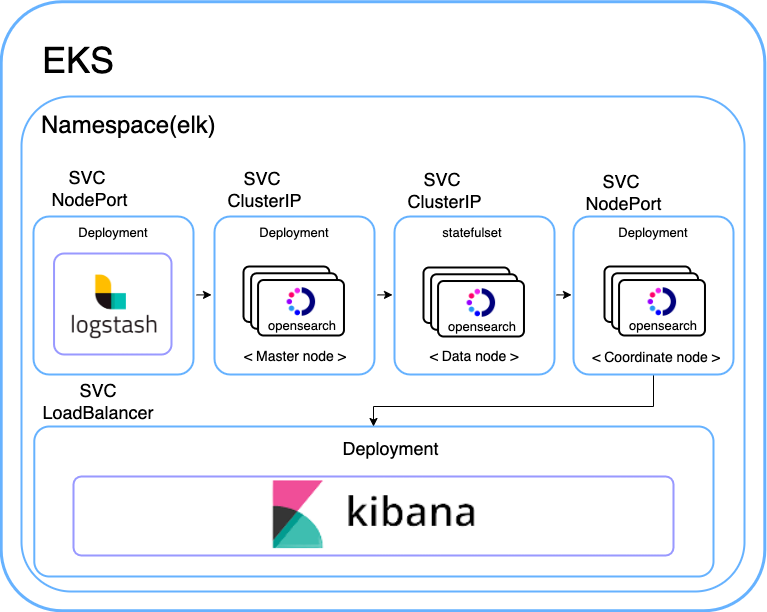 EKS
Namespace(elk)
SVC
NodePort
Deployment
logstash
SVC
ClusterIP
Deployment
opensearch
< Master node >
SVC
ClusterIP
statefulset
opensearch
< Data node >
SVC
NodePort
Deployment
opensearch
< Coordinate node >
SVC
LoadBalancer
Deployment
kibana